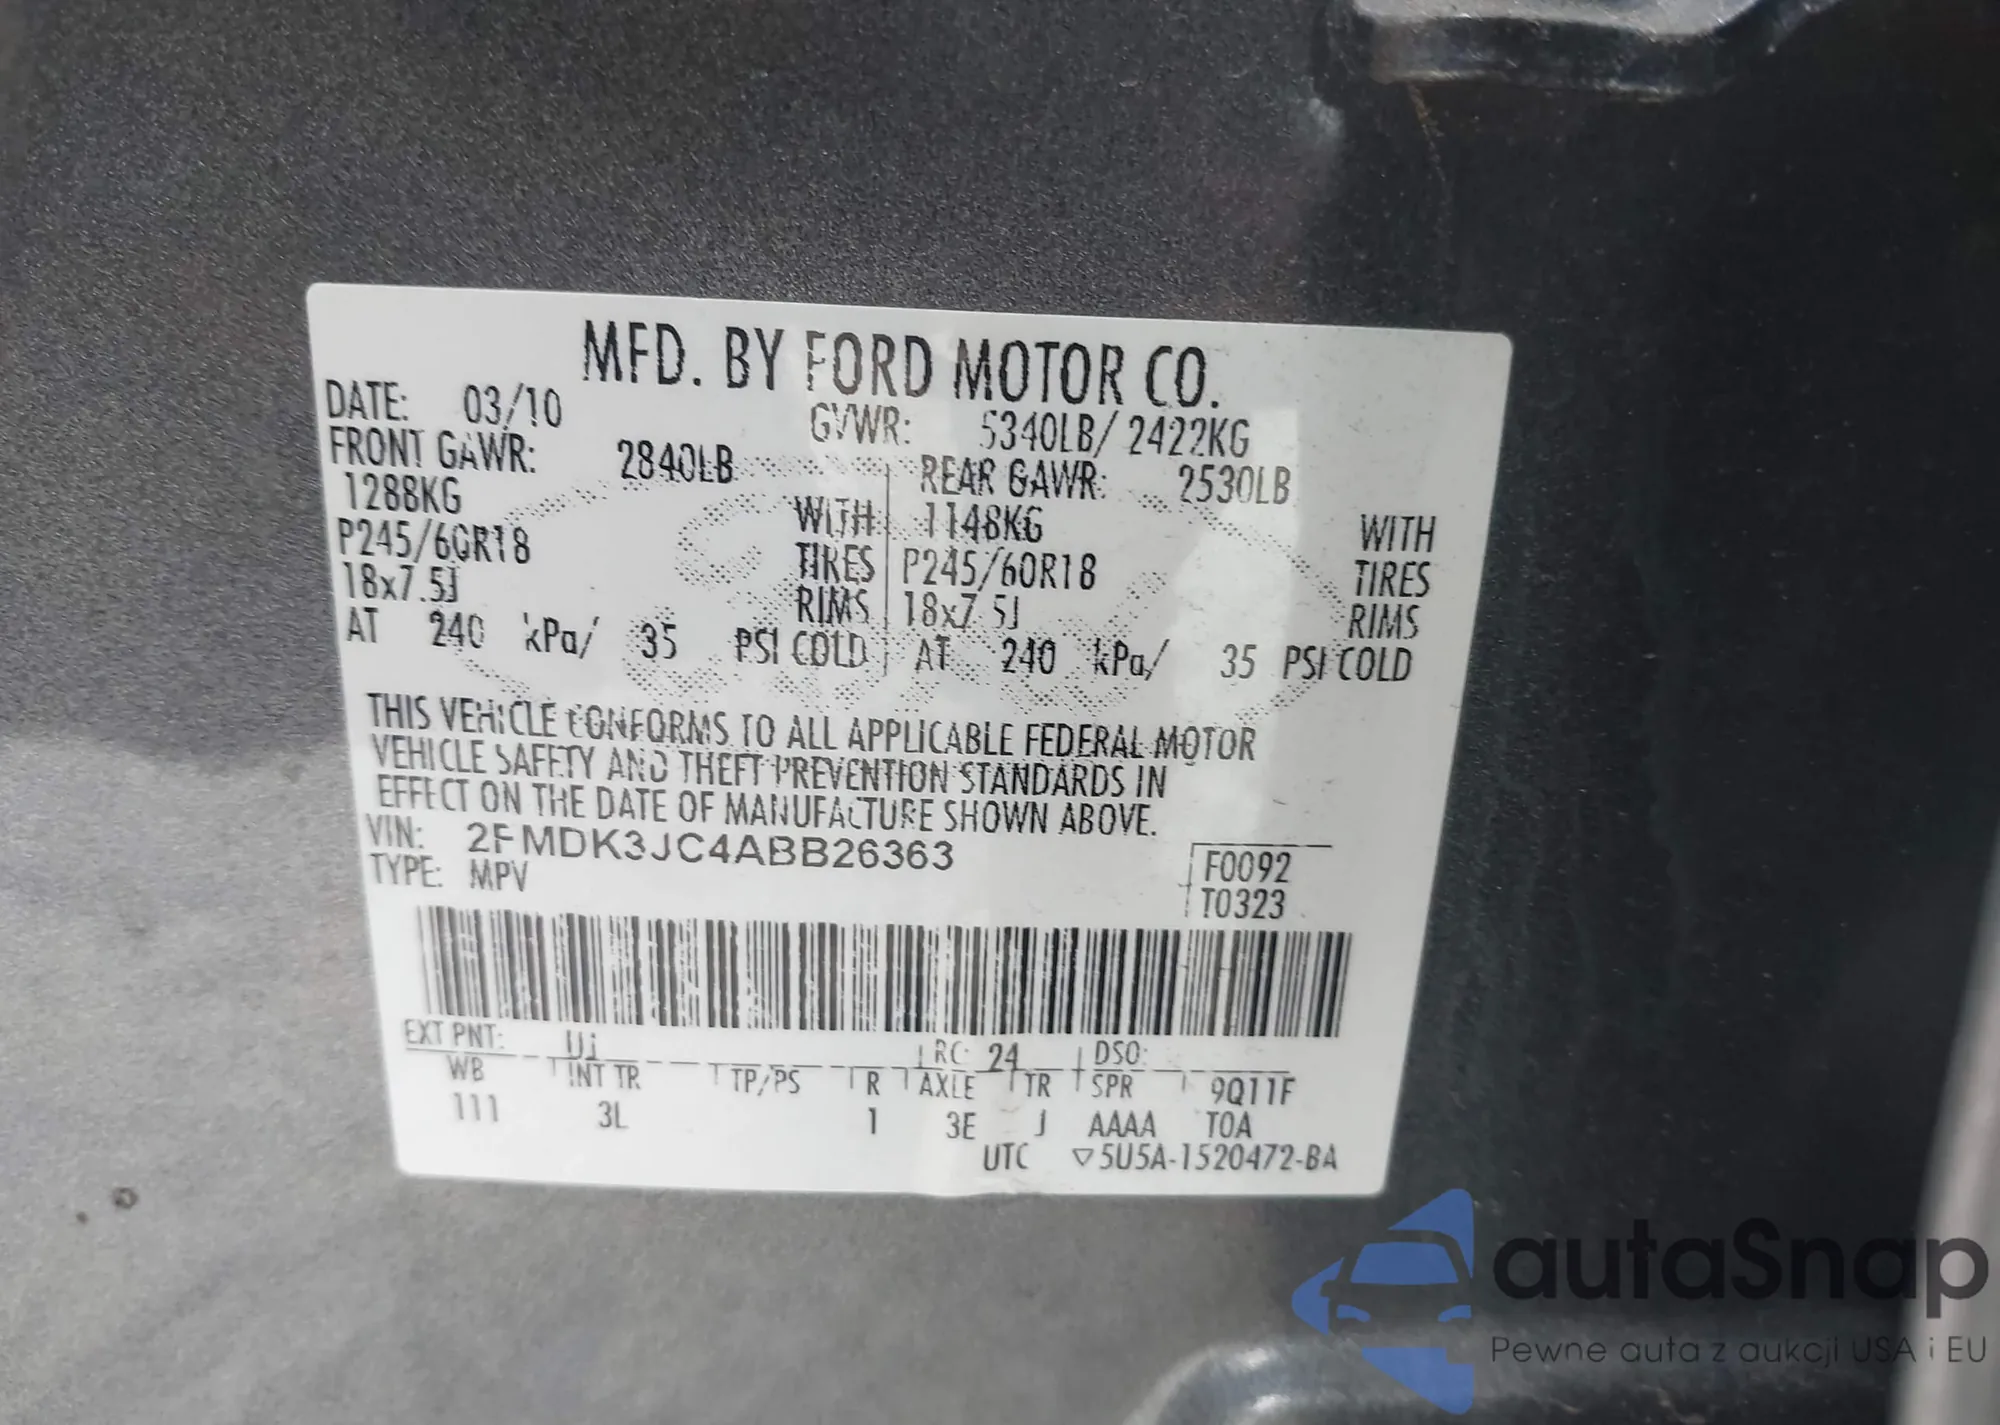 MFD. BY FORD MOTOR CO.
DATE: 03/10 GVWR: 5340LB/ 2422KG
FRONT GAWR: 2840LB REAR GAWR: 2530LB
1288KG WITH 1148KG WITH
P245/60R18 TIRES P245/60R18 TIRES
18x7.5J RIMS 18x7.5J RIMS
AT 240 kPa/ 35 PSI COLD AT 240 kPa/ 35 PSI COLD
THIS VEHICLE CONFORMS TO ALL APPLICABLE FEDERAL MOTOR
VEHICLE SAFETY AND THEFT PREVENTION STANDARDS IN
EFFECT ON THE DATE OF MANUFACTURE SHOWN ABOVE.
VIN: 2FMDK3JC4ABB26363
TYPE: MPV
F0092
T0323
EXT PNT: RC: 24 DSO:
WB INT TR TP/PS R AXLE TR SPR 9Q11F
111 3L 1 3E J AAAA TOA
UTC ▽5U5A-1520472-BA
autaSnap
Pewne auta z aukcji USA i EU